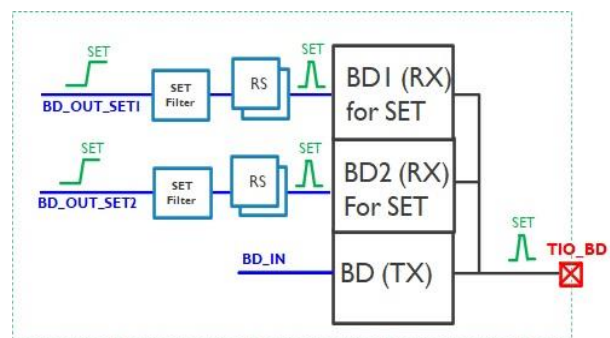 SET
SET
BD_OUT_SET1
SET
Filter
RS
BD1 (RX)
for SET
SET
SET
BD_OUT_SET2
SET
Filter
RS
BD2 (RX)
For SET
BD_IN
BD (TX)
SET
TIO_BD